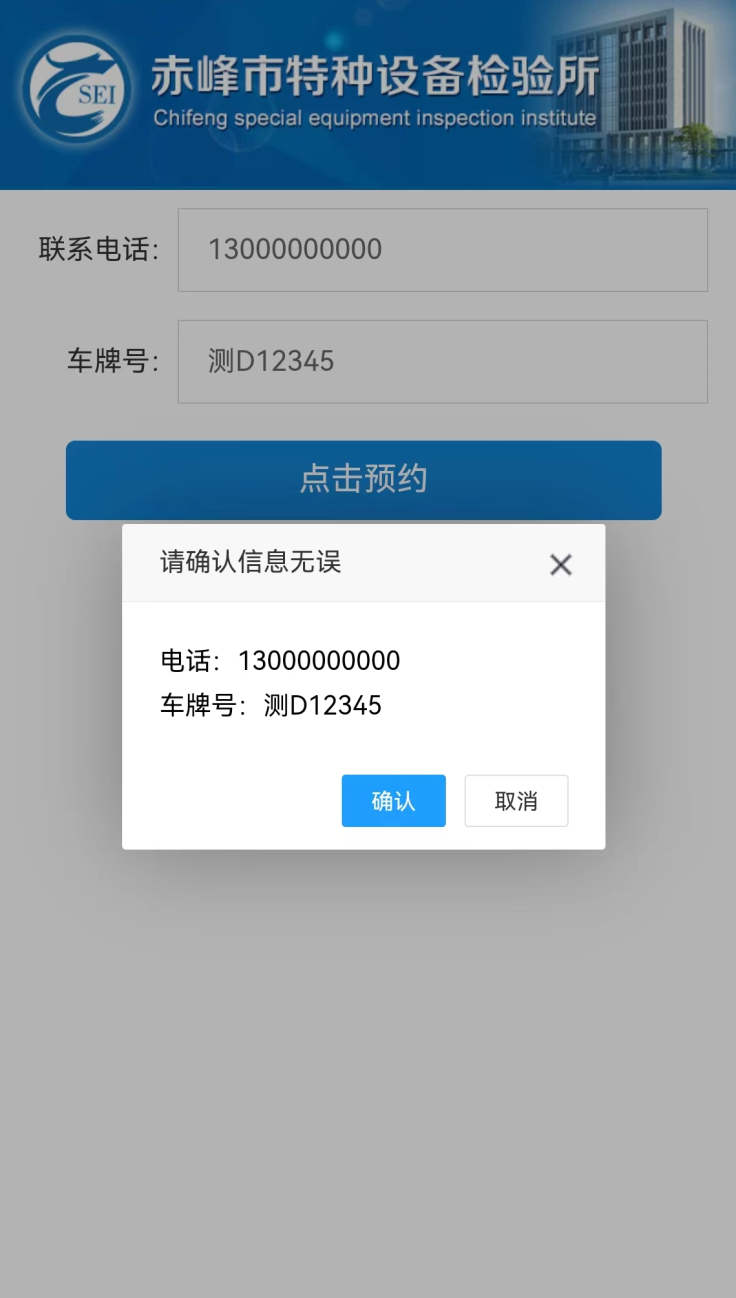 SEI
赤峰市特种设备检验所
Chifeng special equipment inspection institute
联系电话: 13000000000
车牌号: 测D12345
点击预约
请确认信息无误
电话：13000000000
车牌号：测D12345
确认 取消